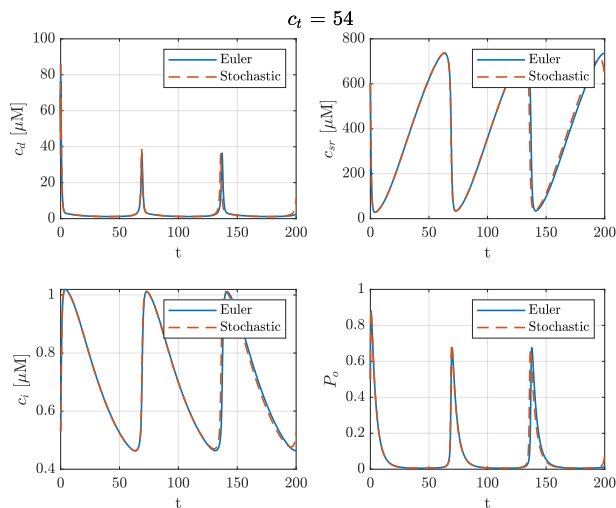 c_t = 54
100
80
60
40
20
0
c_d [μM]
Euler
Stochastic
0 50 100 150 200
t
800
600
400
200
0
c_sr [μM]
Euler
Stochastic
0 50 100 150 200
t
1
0.8
0.6
0.4
c_i [μM]
Euler
Stochastic
0 50 100 150 200
t
1
0.8
0.6
0.4
0.2
0
P_o
Euler
Stochastic
0 50 100 150 200
t